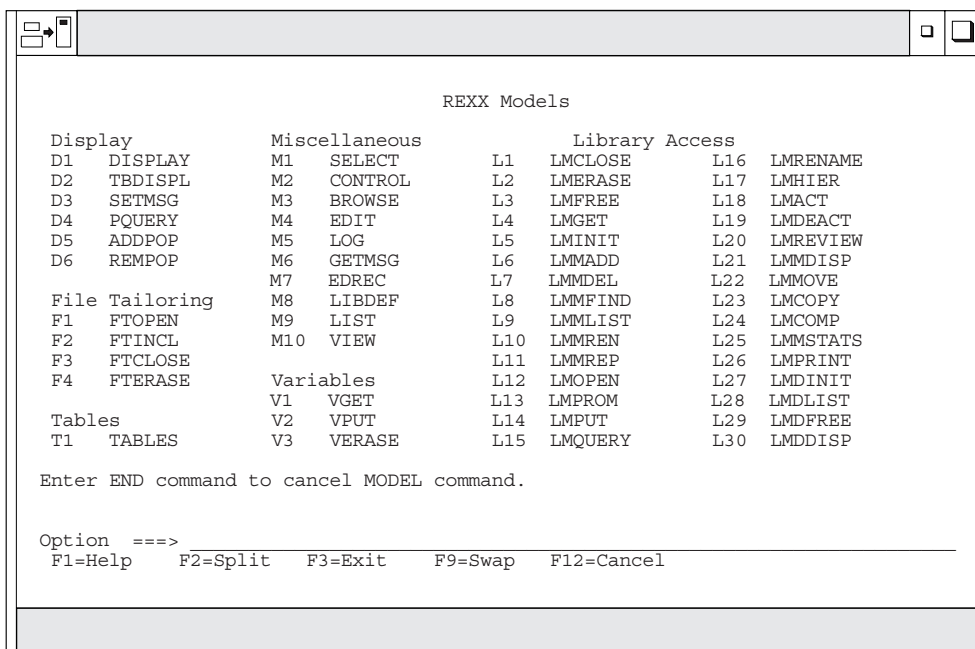 REXX Models
Display Miscellaneous Library Access
D1 DISPLAY M1 SELECT L1 LMCLOSE L16 LMRENAME
D2 TBDISPL M2 CONTROL L2 LMERASE L17 LMHIER
D3 SETMSG M3 BROWSE L3 LMFREE L18 LMACT
D4 PQUERY M4 EDIT L4 LMGET L19 LMDEACT
D5 ADDPOP M5 LOG L5 LMINIT L20 LMREVIEW
D6 REMPOP M6 GETMSG L6 LMMADD L21 LMMDISP
M7 EDREC L7 LMMDEL L22 LMMOVE
File Tailoring M8 LIBDEF L8 LMMFIND L23 LMCOPY
F1 FTOPEN M9 LIST L9 LMMLIST L24 LMCOMP
F2 FTINCL M10 VIEW L10 LMMREN L25 LMMSTATS
F3 FTCLOSE L11 LMMREP L26 LMPRINT
F4 FTERASE Variables L12 LMOPEN L27 LMDINIT
V1 VGET L13 LMPROM L28 LMDLIST
Tables V2 VPUT L14 LMPUT L29 LMDFREE
T1 TABLES V3 VERASE L15 LMQUERY L30 LMDDISP
Enter END command to cancel MODEL command.
Option ===>
F1=Help F2=Split F3=Exit F9=Swap F12=Cancel